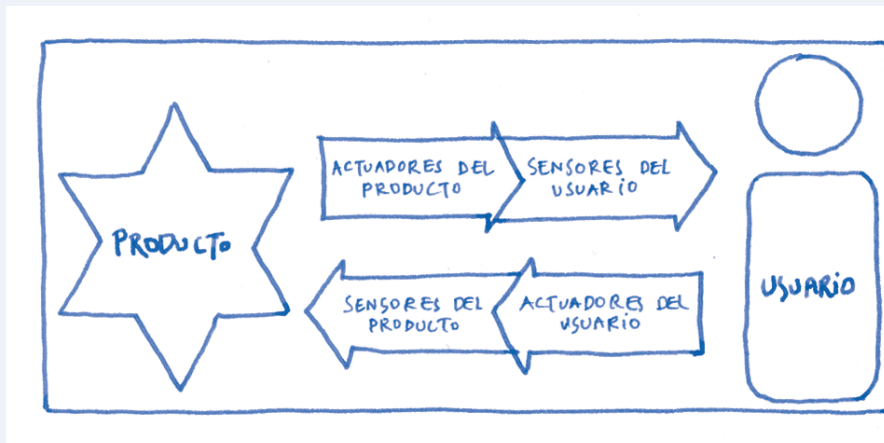 PRODUCTO
ACTUADORES DEL
PRODUCTO
SENSORES DEL
USUARIO
SENSORES DEL
PRODUCTO
ACTUADORES DEL
USUARIO
USUARIO